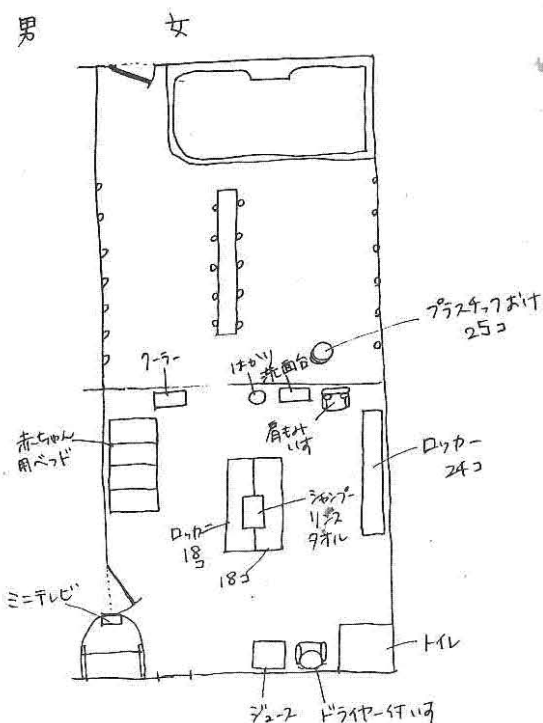 男
女
プラスチックおけ
25コ
クーラー
はかり
洗面台
肩もみ
いす
赤ちゃん
用ベッド
ロッカー
24コ
ロッカー
18
コ
18コ
シャンプー
リンス
タオル
ミニテレビ
トイレ
ジュース
ドライヤー付いす